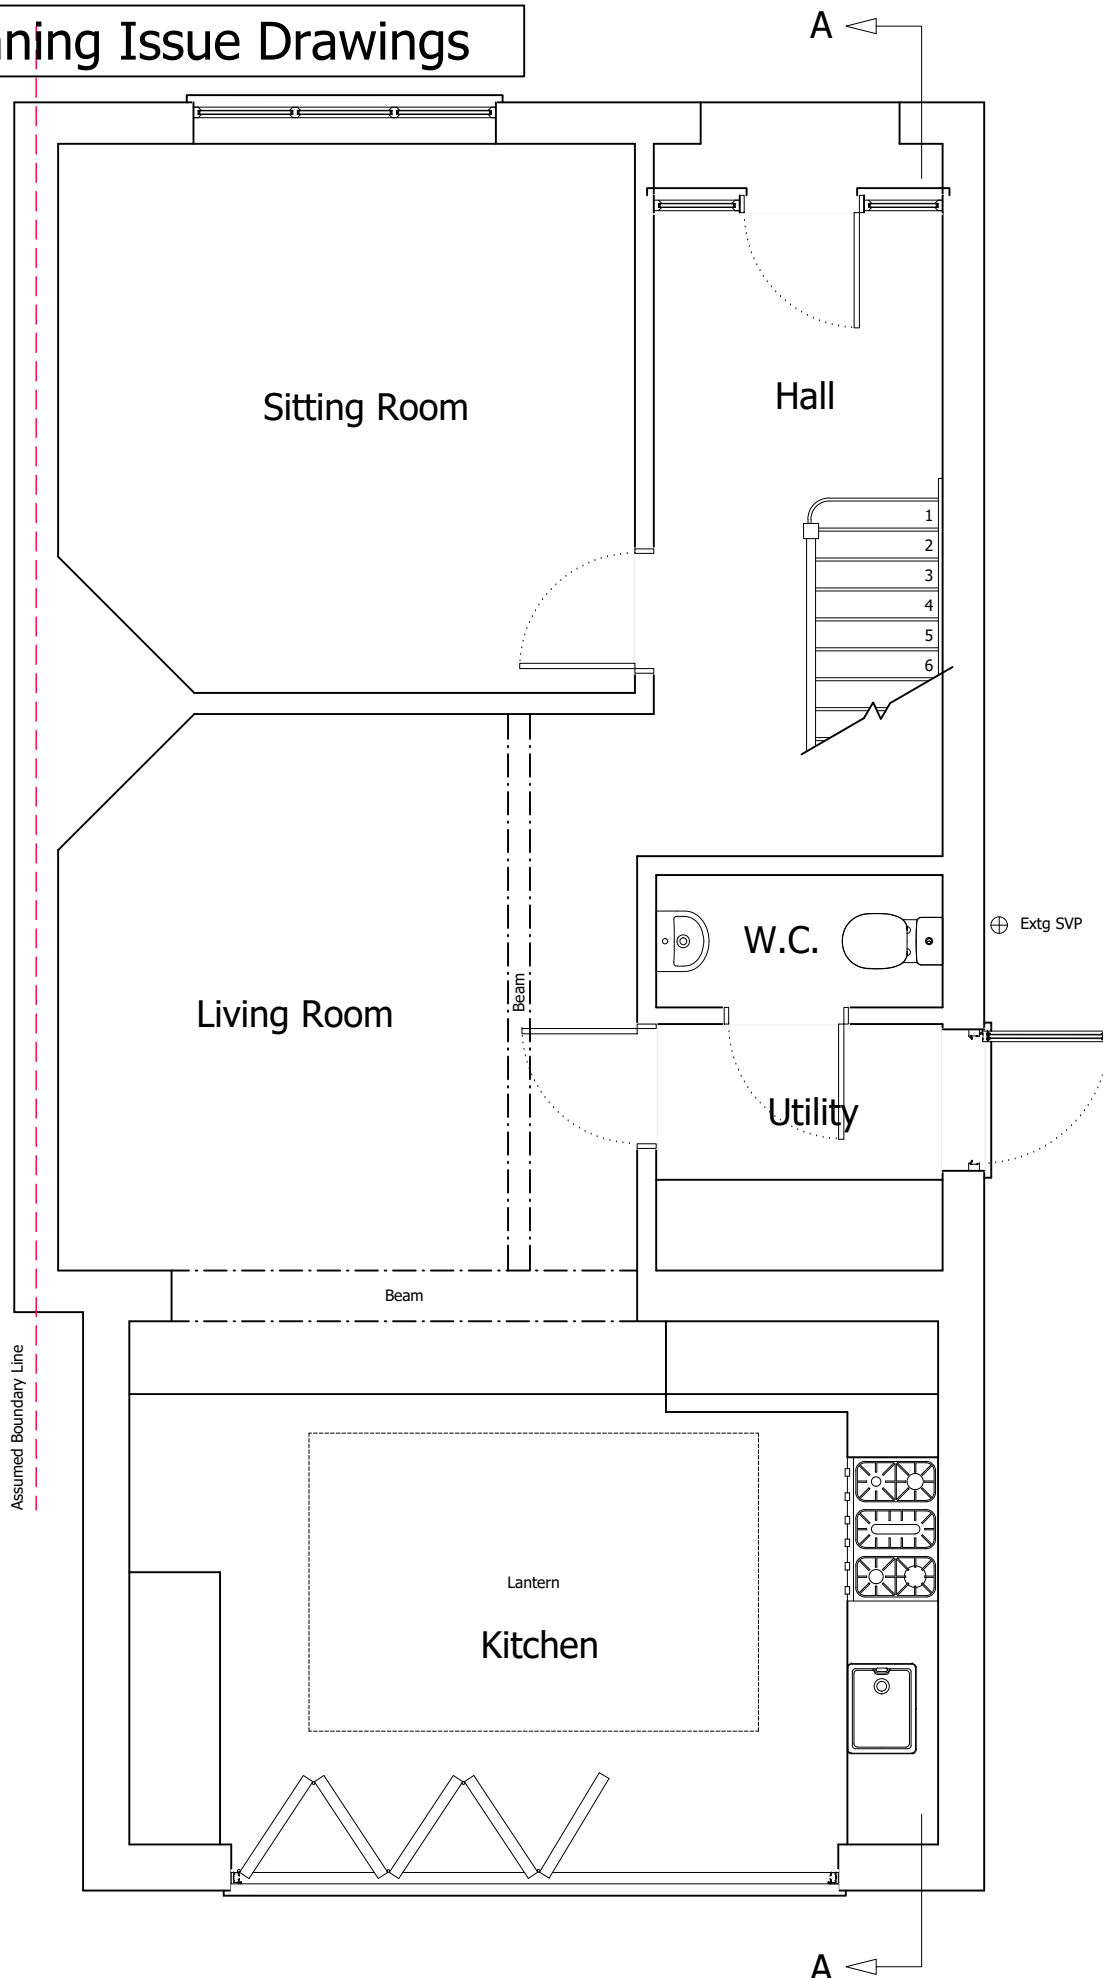 Issue Drawings
A
Sitting Room
Hall
1
2
3
4
5
6
W.C.
Extg SVP
Living Room
Beam
Utility
Beam
Assumed Boundary Line
Lantern
Kitchen
A